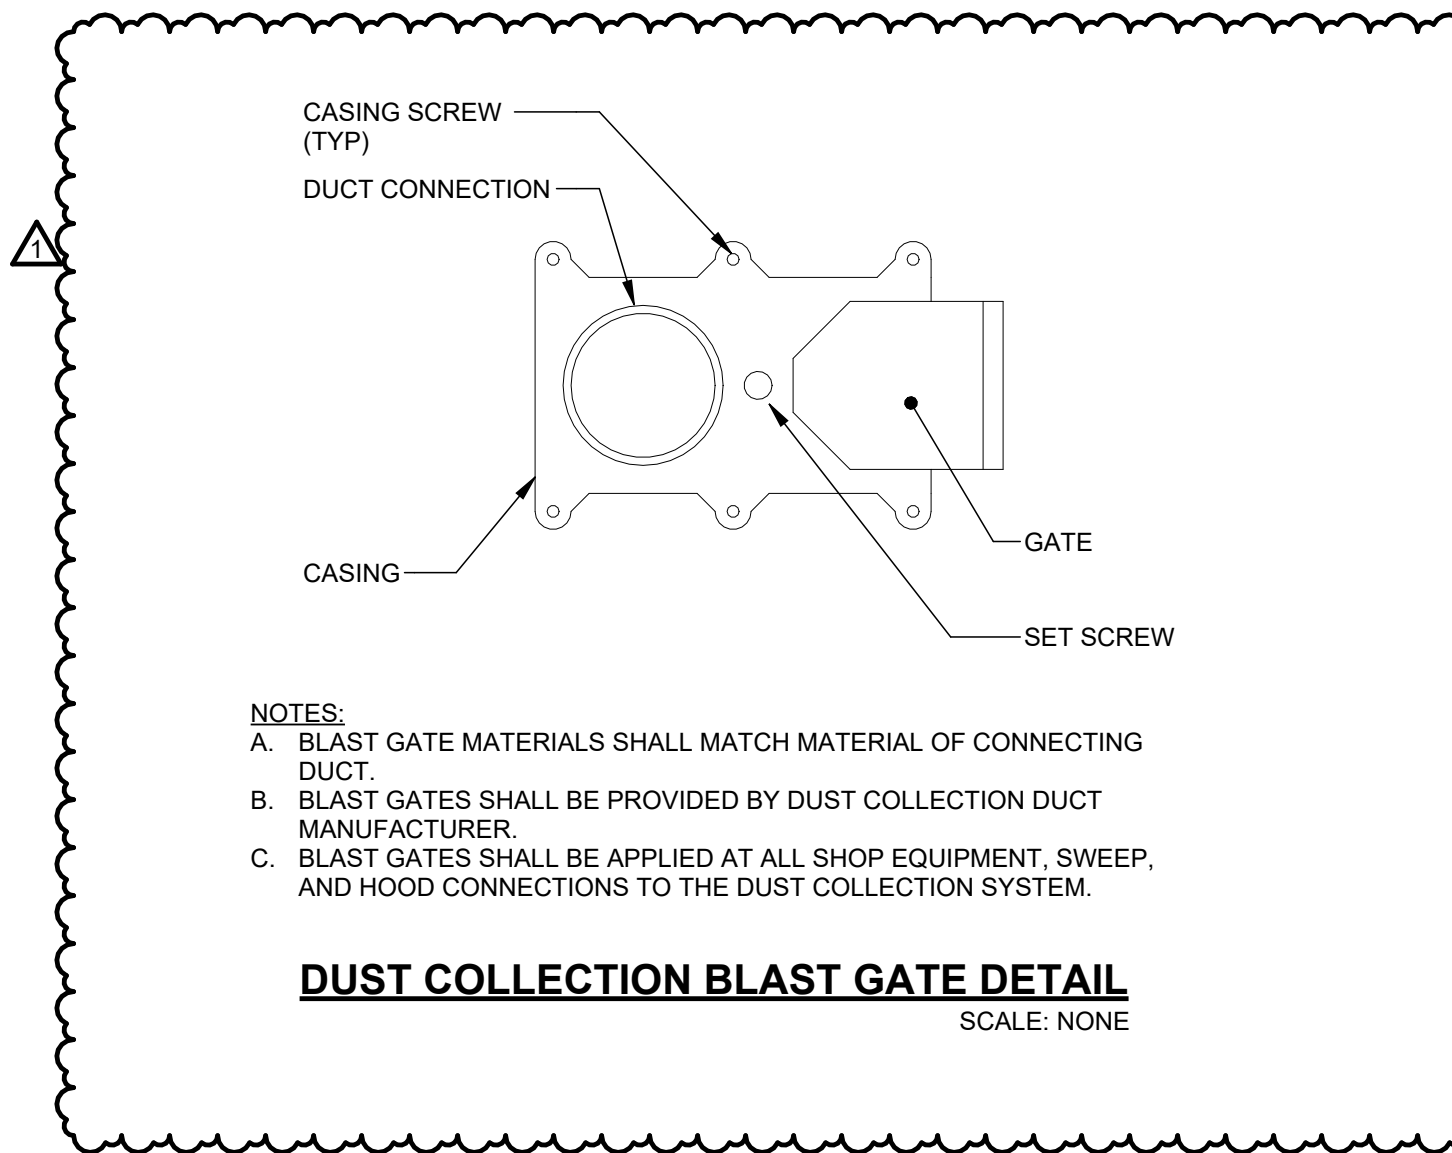 CASING SCREW
(TYP)
DUCT CONNECTION
1
GATE
CASING
SET SCREW
NOTES:
A. BLAST GATE MATERIALS SHALL MATCH MATERIAL OF CONNECTING
DUCT.
B. BLAST GATES SHALL BE PROVIDED BY DUST COLLECTION DUCT
MANUFACTURER.
C. BLAST GATES SHALL BE APPLIED AT ALL SHOP EQUIPMENT, SWEEP,
AND HOOD CONNECTIONS TO THE DUST COLLECTION SYSTEM.
DUST COLLECTION BLAST GATE DETAIL
SCALE: NONE